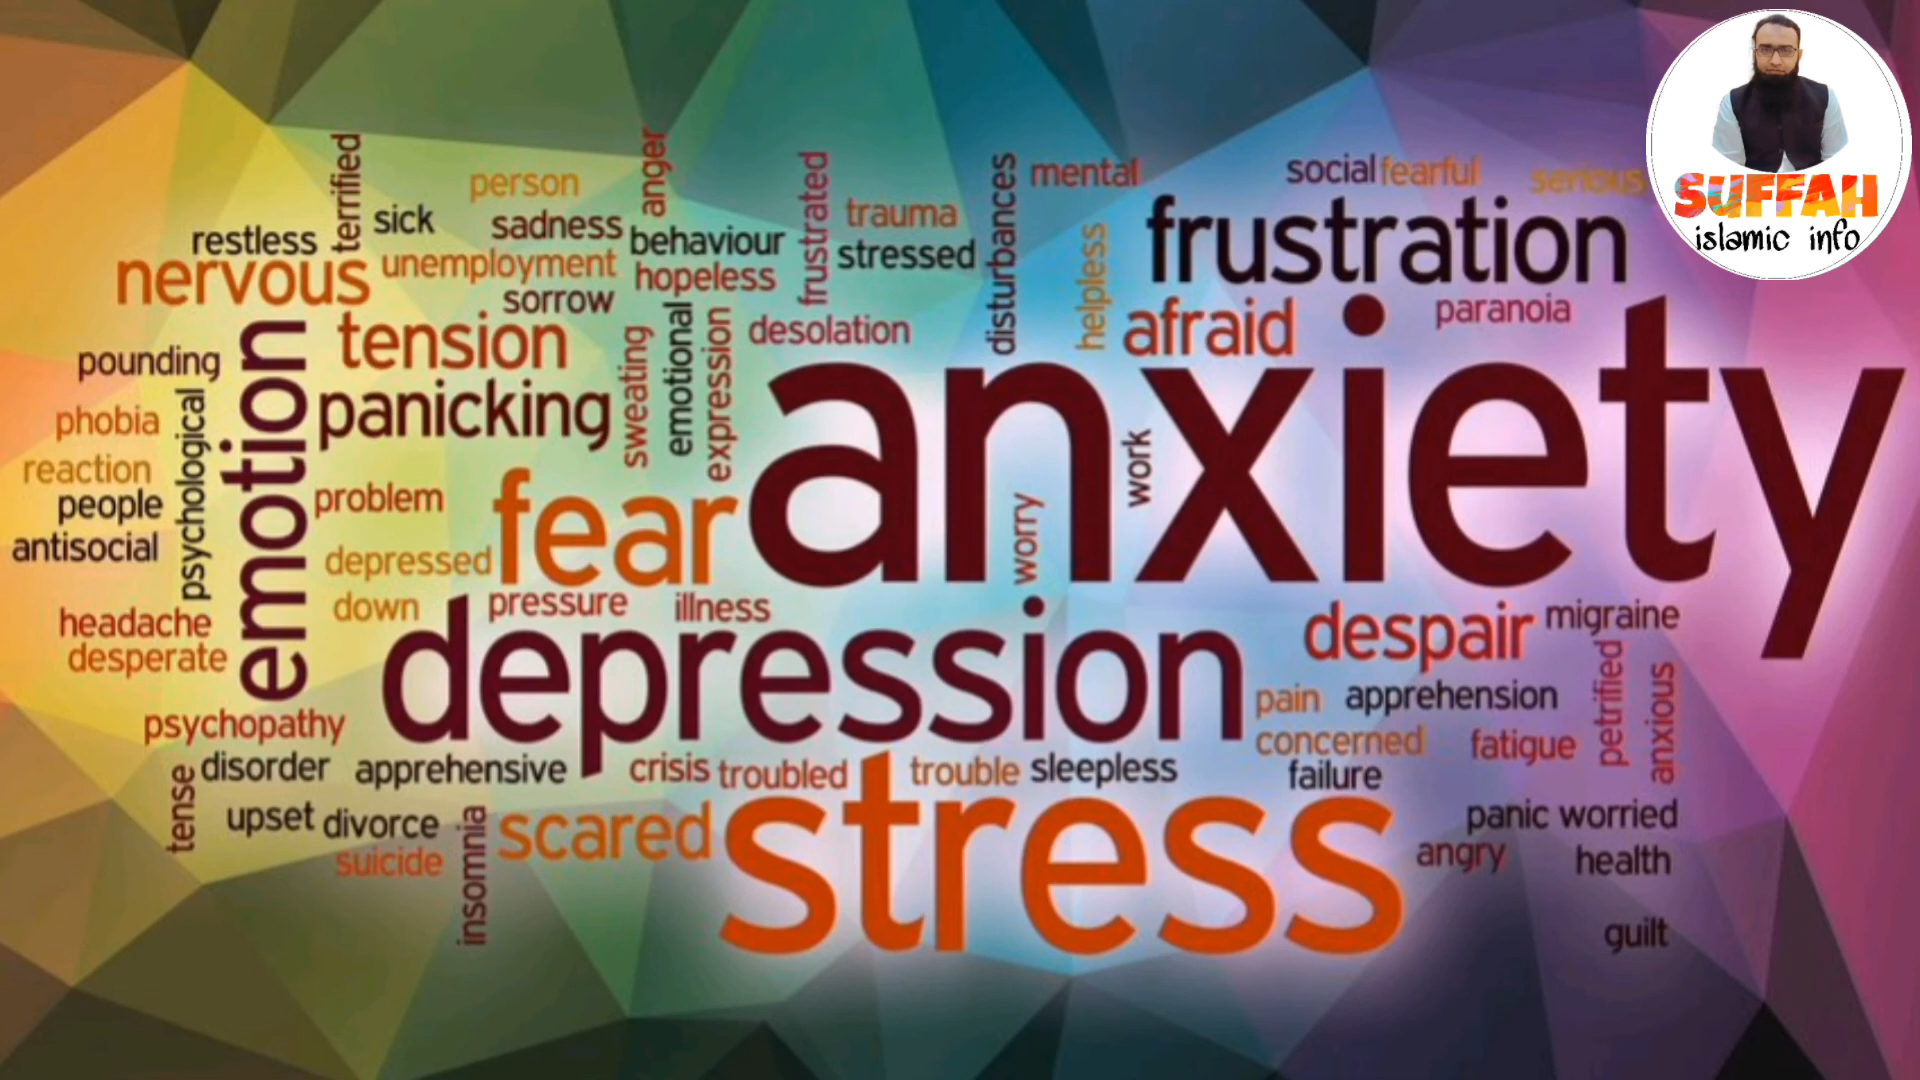 terrified
anger
person
sick
sadness
restless
behaviour
frustrated
trauma
stressed
disturbances
mental
social
fearful
serious
SUFFAH
islamic info
nervous
unemployment
hopeless
sorrow
helpless
frustration
tension
sweating
emotional
expression
desolation
afraid
paranoia
pounding
emotion
panicking
anxiety
phobia
psychological
reaction
people
antisocial
problem
fear
work
worry
depressed
down
pressure
illness
headache
desperate
depression
despair
migraine
pain
apprehension
petrified
anxious
psychopathy
concerned
fatigue
disorder
apprehensive
crisis
troubled
trouble
sleepless
failure
tense
upset
divorce
suicide
insomnia
scared
stress
panic
worried
angry
health
guilt